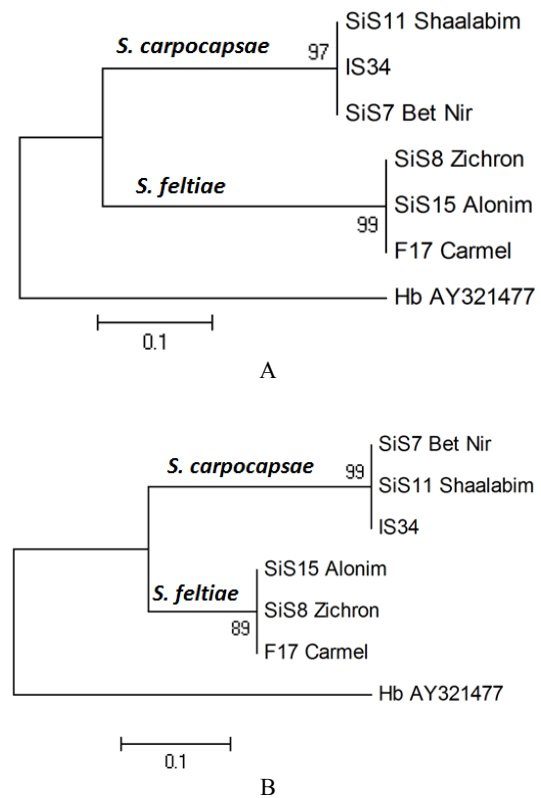 SiS11 Shaalabim
S. carpocapsae
97
IS34
SiS7 Bet Nir
SiS8 Zichron
S. feltiae
SiS15 Alonim
99
F17 Carmel
Hb AY321477
0.1
A
SiS7 Bet Nir
S. carpocapsae
99
SiS11 Shaalabim
IS34
SiS15 Alonim
S. feltiae
SiS8 Zichron
89
F17 Carmel
Hb AY321477
0.1
B